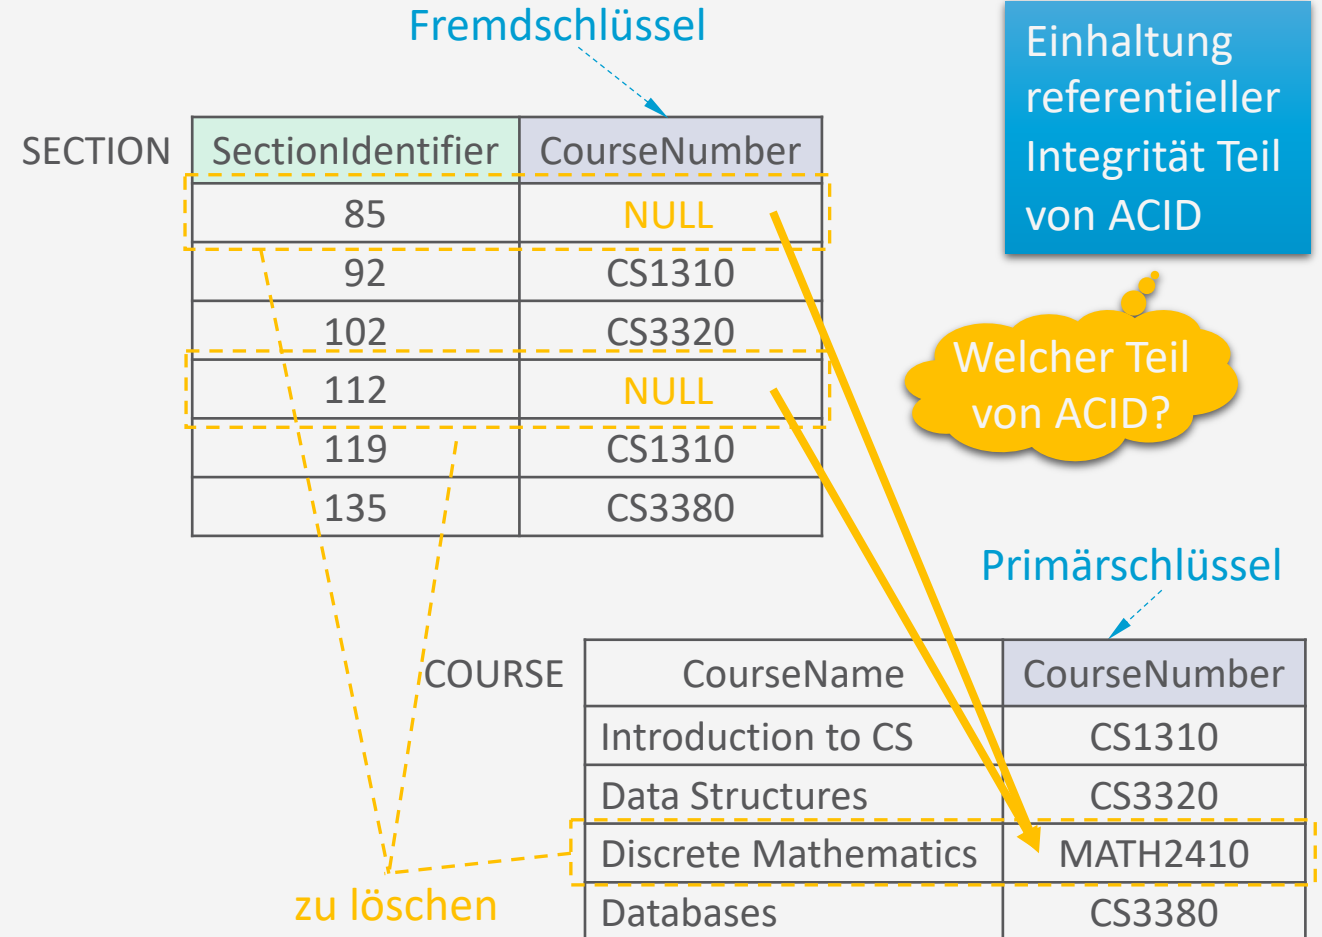 Fremdschlüssel
Einhaltung
referentieller
Integrität Teil
von ACID
SECTION SectionIdentifier CourseNumber
85 NULL
92 CS1310
102 CS3320
112 NULL
119 CS1310
135 CS3380
Welcher Teil
von ACID?
Primärschlüssel
COURSE CourseName CourseNumber
Introduction to CS CS1310
Data Structures CS3320
Discrete Mathematics MATH2410
Databases CS3380
zu löschen